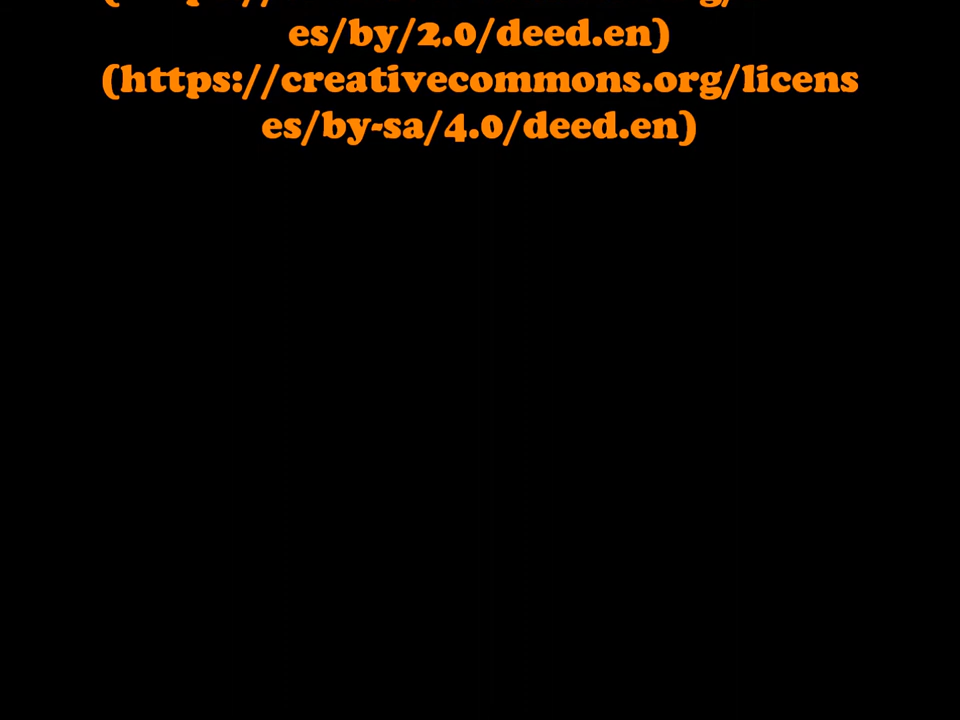 es/by/2.0/deed.en)
(https://creativecommons.org/licens
es/by-sa/4.0/deed.en)